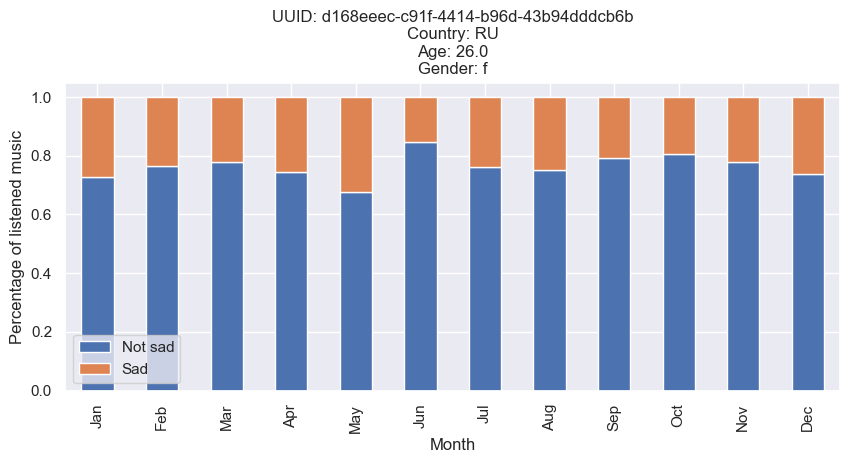 UUID: d168eeec-c91f-4414-b96d-43b94dddcb6b
Country: RU
Age: 26.0
Gender: f
Percentage of listened music
1.0
0.8
0.6
0.4
0.2
0.0
Not sad
Sad
Jan
Feb
Mar
Apr
May
Jun
Jul
Aug
Sep
Oct
Nov
Dec
Month